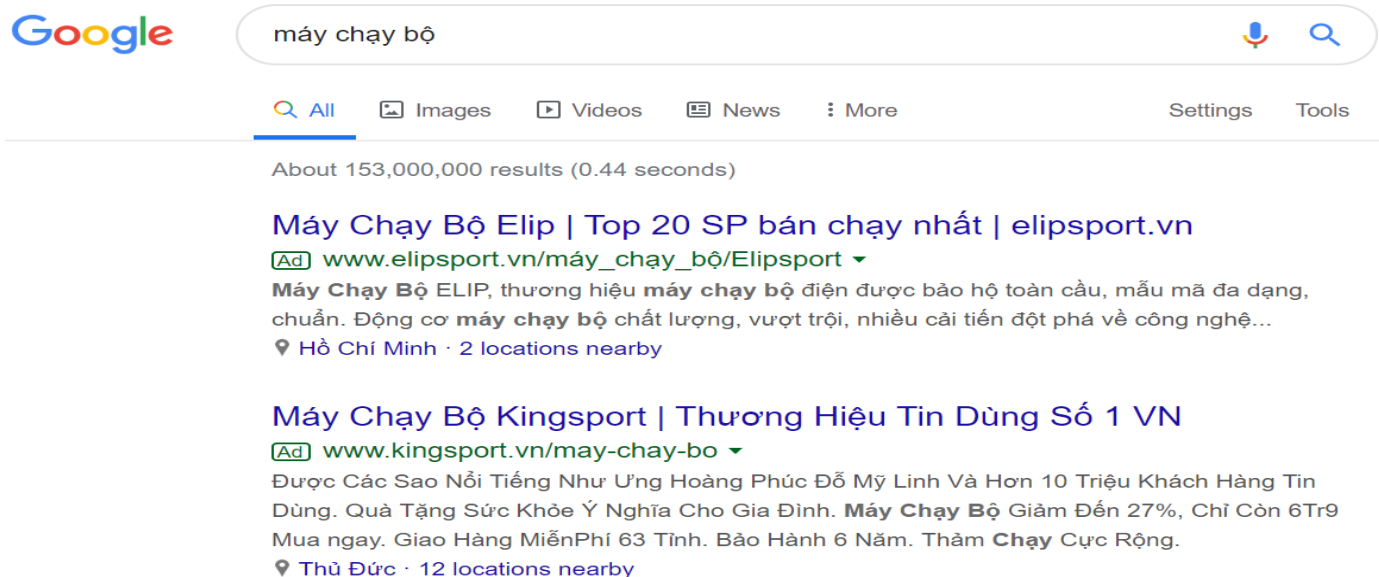 Google
máy chạy bộ
All Images Videos News More Settings Tools
About 153,000,000 results (0.44 seconds)
Máy Chạy Bộ Elip | Top 20 SP bán chạy nhất | elipsport.vn
Ad www.elipsport.vn/máy_chạy_bộ/Elipsport
Máy Chạy Bộ ELIP, thương hiệu máy chạy bộ điện được bảo hộ toàn cầu, mẫu mã đa dạng,
chuẩn. Động cơ máy chạy bộ chất lượng, vượt trội, nhiều cải tiến đột phá về công nghệ...
Hồ Chí Minh · 2 locations nearby
Máy Chạy Bộ Kingsport | Thương Hiệu Tin Dùng Số 1 VN
Ad www.kingsport.vn/may-chay-bo
Được Các Sao Nổi Tiếng Như Ưng Hoàng Phúc Đỗ Mỹ Linh Và Hơn 10 Triệu Khách Hàng Tin
Dùng. Quà Tặng Sức Khỏe Ý Nghĩa Cho Gia Đình. Máy Chạy Bộ Giảm Đến 27%, Chỉ Còn 6Tr9
Mua ngay. Giao Hàng MiễnPhí 63 Tỉnh. Bảo Hành 6 Năm. Thảm Chạy Cực Rộng.
Thủ Đức · 12 locations nearby